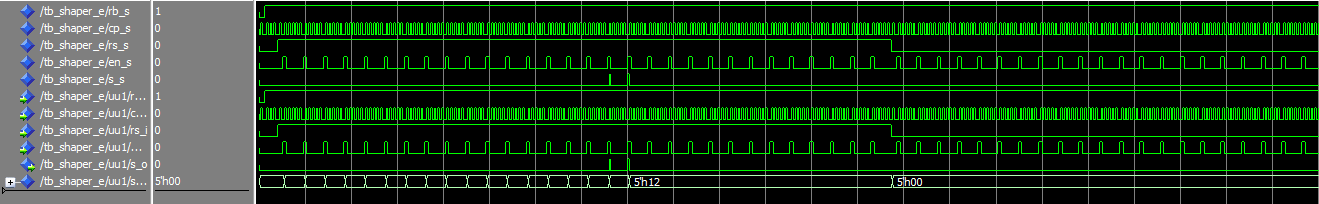 /tb_shaper_e/rb_s 1
/tb_shaper_e/cp_s 0
/tb_shaper_e/rs_s 0
/tb_shaper_e/en_s 0
/tb_shaper_e/s_s 0
/tb_shaper_e/uu1/r... 1
/tb_shaper_e/uu1/c... 0
/tb_shaper_e/uu1/rs_i 0
/tb_shaper_e/uu1/... 0
/tb_shaper_e/uu1/s_o 0
/tb_shaper_e/uu1/s... 5'h00 5'h12 5'h00